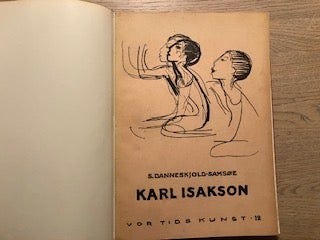 S. DANNESKJOLD-SAMSØE
KARL ISAKSON
VOR TIDS KUNST · 12